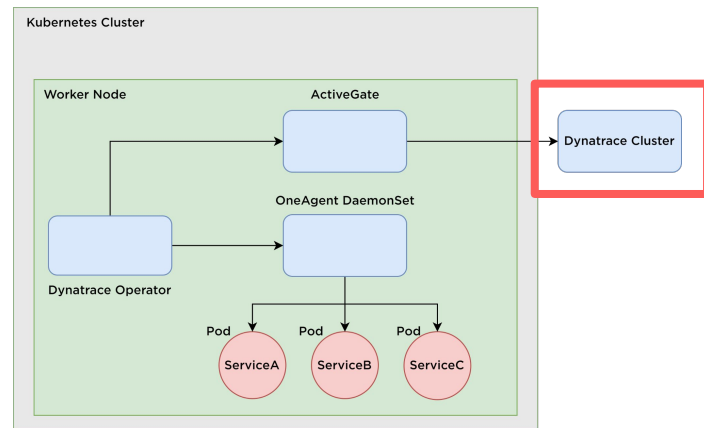 Kubernetes Cluster
Worker Node
ActiveGate
Dynatrace Cluster
OneAgent DaemonSet
Dynatrace Operator
Pod
Pod
Pod
ServiceA
ServiceB
ServiceC